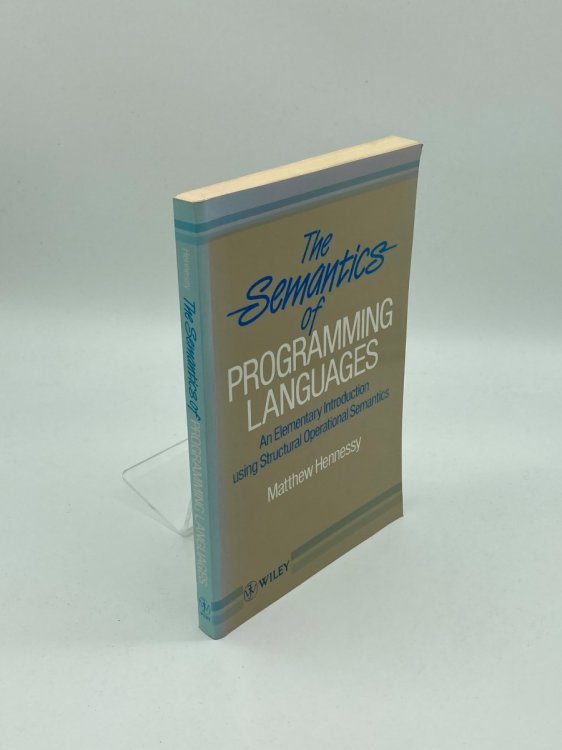 The
Semantics
of
PROGRAMMING
LANGUAGES
An Elementary Introduction
using Structural Operational Semantics
Matthew Hennessy
WILEY
Hennessy
The Semantics of PROGRAMMING LANGUAGES